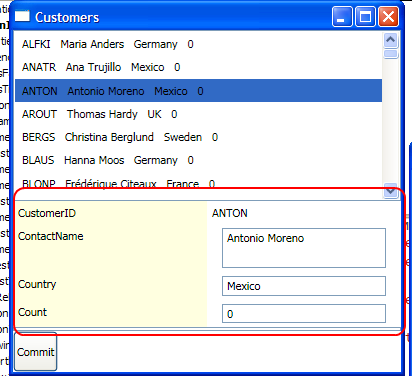 Customers
ALFKI Maria Anders Germany 0
ANATR Ana Trujillo Mexico 0
ANTON Antonio Moreno Mexico 0
AROUT Thomas Hardy UK 0
BERGS Christina Berglund Sweden 0
BLAUS Hanna Moos Germany 0
BLONP Frédérique Citeaux France 0
CustomerID ANTON
ContactName Antonio Moreno
Country Mexico
Count 0
Commit